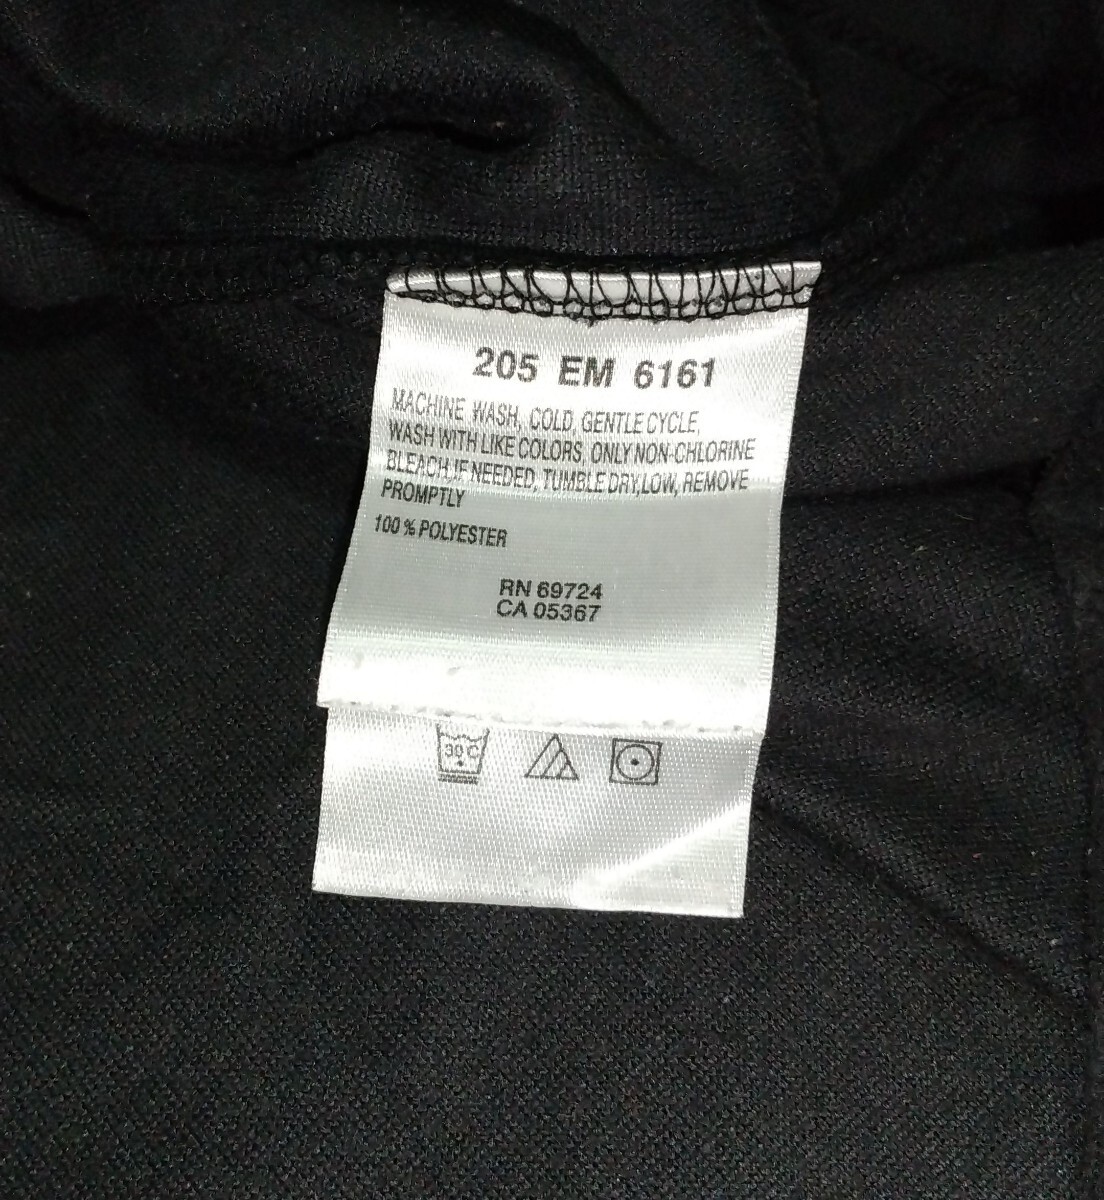 205 EM 6161
MACHINE WASH, COLD, GENTLE CYCLE,
WASH WITH LIKE COLORS, ONLY NON-CHLORINE
BLEACH,IF NEEDED, TUMBLE DRY,LOW, REMOVE
PROMPTLY
100 % POLYESTER
RN 69724
CA 05367
30°C